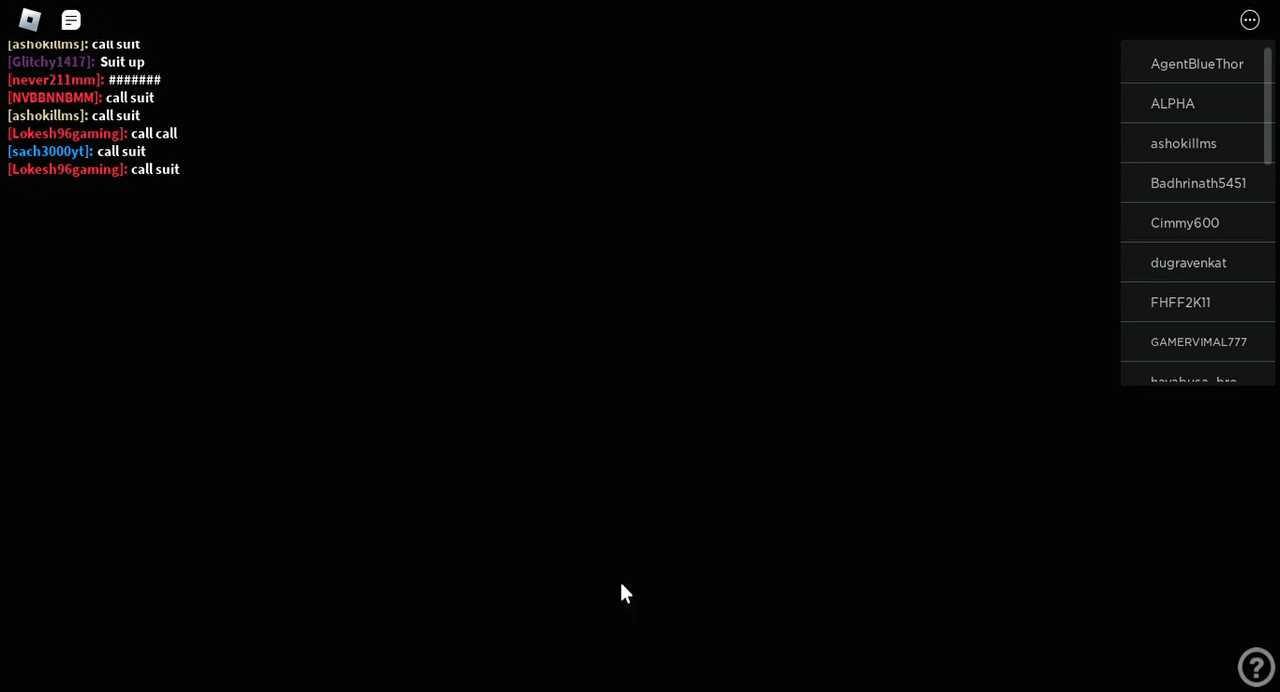 [ashokillms]: call suit
[Glitchy1417]: Suit up
[never211mm]: #######
[NVBBNNBMM]: call suit
[ashokillms]: call suit
[Lokesh96gaming]: call call
[sach3000yt]: call suit
[Lokesh96gaming]: call suit
AgentBlueThor
ALPHA
ashokillms
Badhrinath5451
Cimmy600
dugravenkat
FHFF2K11
GAMERVIMAL777
?